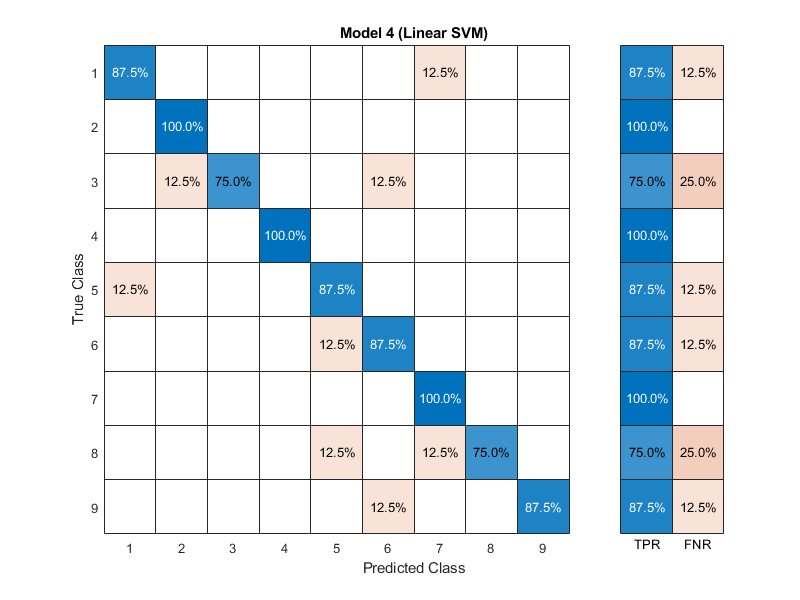 Model 4 (Linear SVM)
1 87.5% 12.5% 87.5% 12.5%
2 100.0% 100.0%
3 12.5% 75.0% 12.5% 75.0% 25.0%
4 100.0% 100.0%
True Class
5 12.5% 87.5% 87.5% 12.5%
6 12.5% 87.5% 87.5% 12.5%
7 100.0% 100.0%
8 12.5% 12.5% 75.0% 75.0% 25.0%
9 12.5% 87.5% 87.5% 12.5%
1 2 3 4 5 6 7 8 9 TPR FNR
Predicted Class